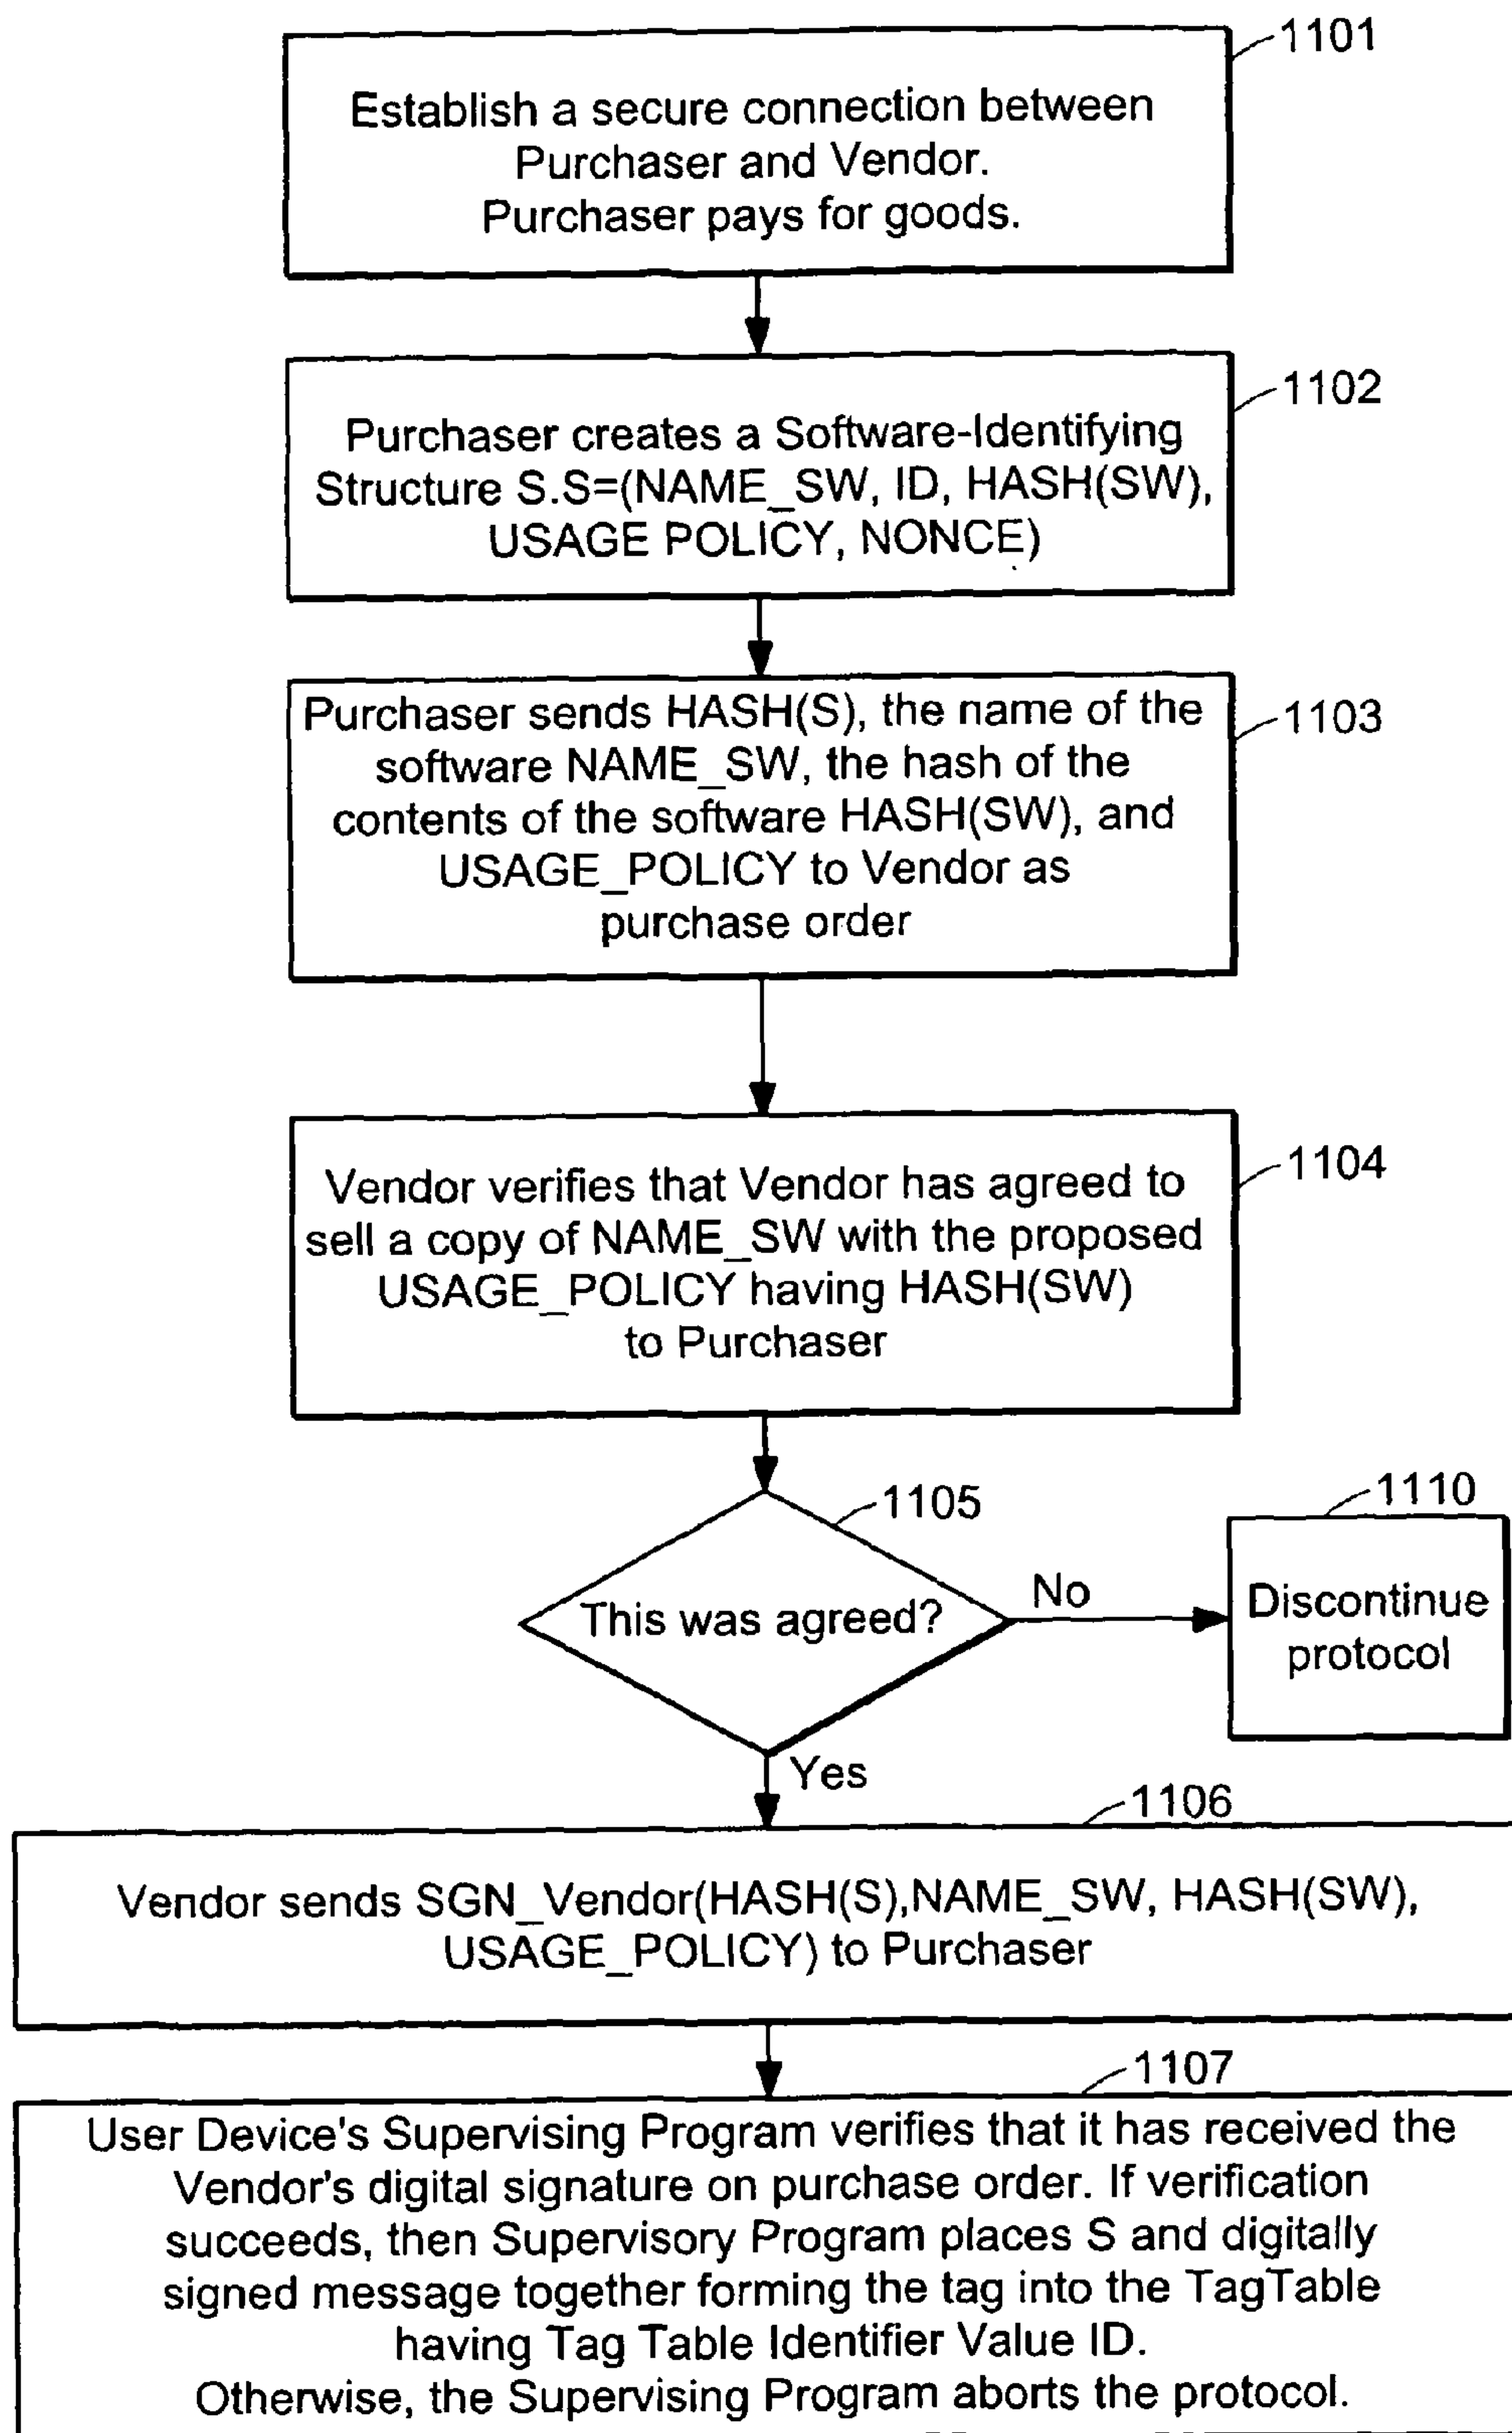 1101
Establish a secure connection between
Purchaser and Vendor.
Purchaser pays for goods.
1102
Purchaser creates a Software-Identifying
Structure S.S=(NAME_SW, ID, HASH(SW),
USAGE POLICY, NONCE)
1103
Purchaser sends HASH(S), the name of the
software NAME_SW, the hash of the
contents of the software HASH(SW), and
USAGE_POLICY to Vendor as
purchase order
1104
Vendor verifies that Vendor has agreed to
sell a copy of NAME_SW with the proposed
USAGE_POLICY having HASH(SW)
to Purchaser
1105
This was agreed?
No
1110
Discontinue
protocol
Yes
1106
Vendor sends SGN_Vendor(HASH(S),NAME_SW, HASH(SW),
USAGE_POLICY) to Purchaser
1107
User Device's Supervising Program verifies that it has received the
Vendor's digital signature on purchase order. If verification
succeeds, then Supervisory Program places S and digitally
signed message together forming the tag into the TagTable
having Tag Table Identifier Value ID.
Otherwise, the Supervising Program aborts the protocol.